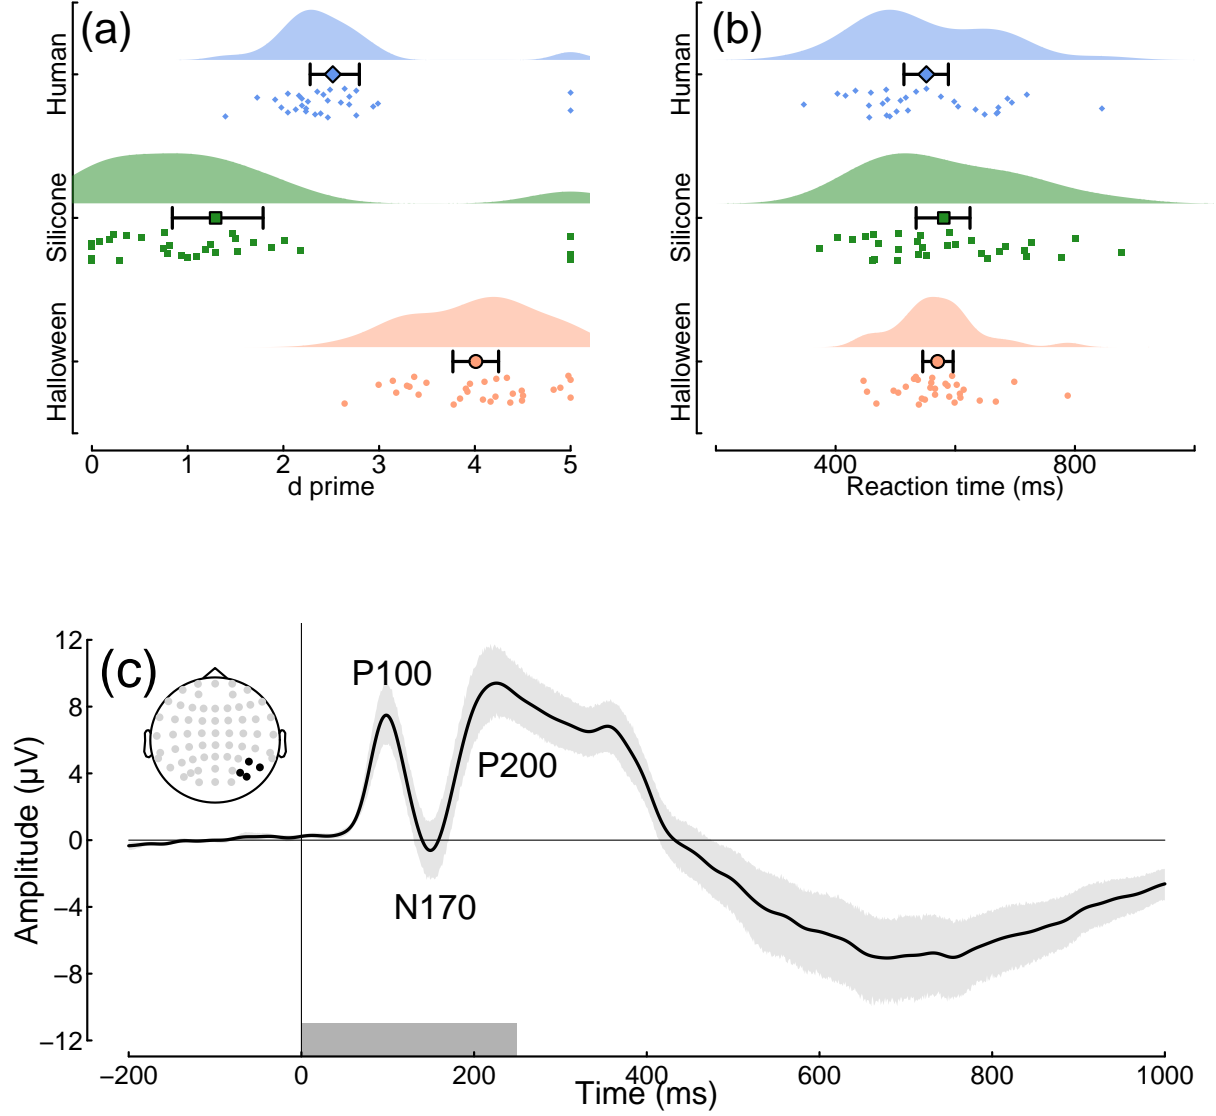 (a)
Human
Silicone
Halloween
0 1 2 3 4 5
d prime
(b)
Human
Silicone
Halloween
400 800
Reaction time (ms)
(c)
12
8
4
0
−4
−8
−12
Amplitude (µV)
P100
P200
N170
−200 0 200 400 600 800 1000
Time (ms)